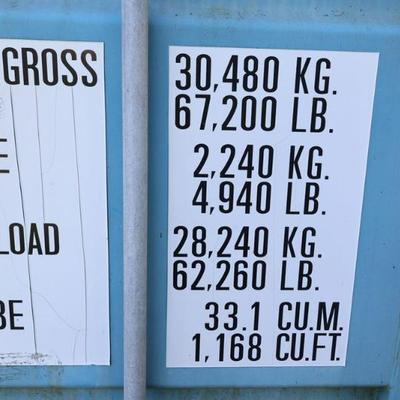 GROSS 30,480 KG.
67,200 LB.
E 2,240 KG.
4,940 LB.
LOAD 28,240 KG.
62,260 LB.
BE 33.1 CU.M.
1,168 CU.FT.